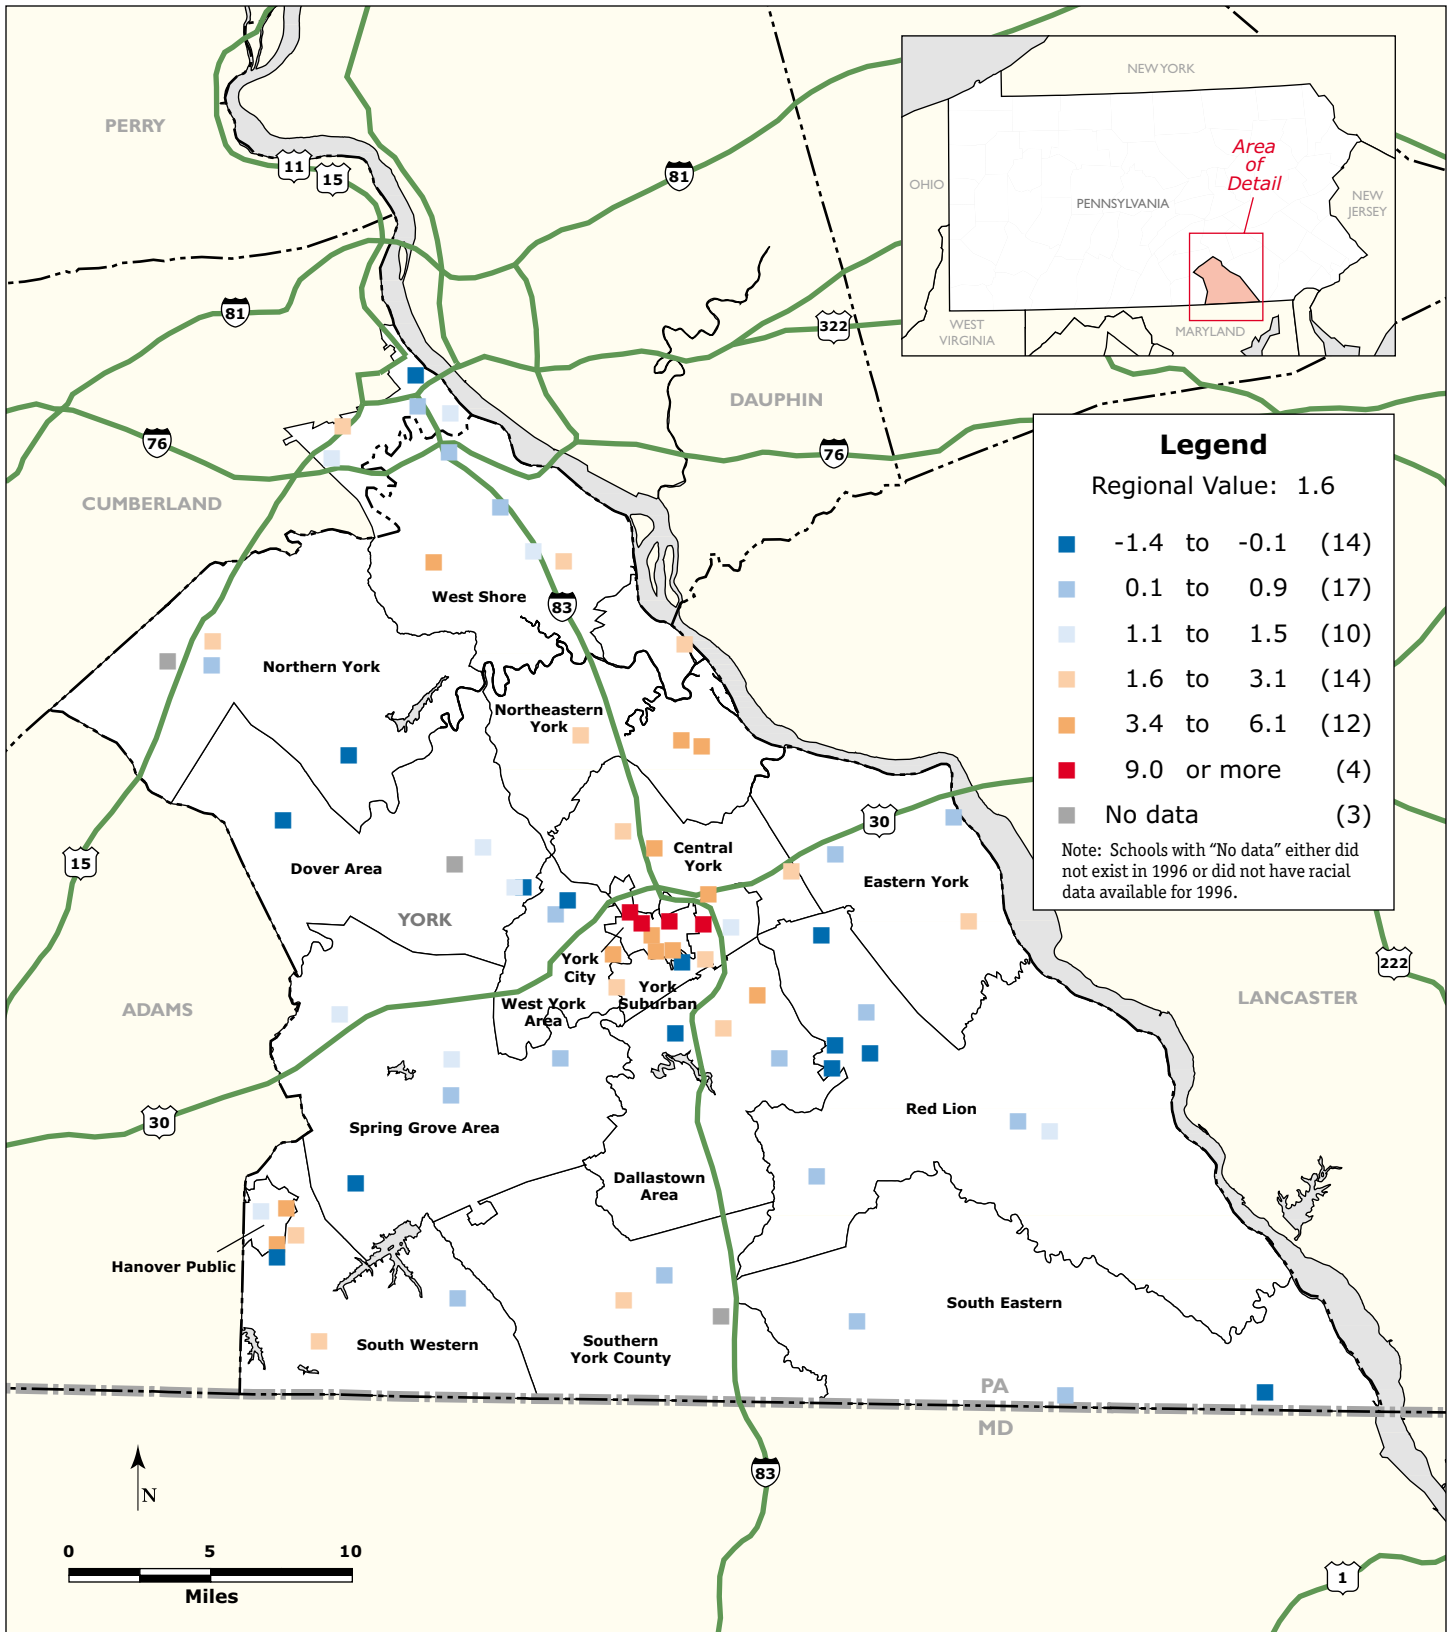 PERRY
11
15
81
81
322
DAUPHIN
76
76
CUMBERLAND
NEW YORK
OHIO
PENNSYLVANIA
Area
of
Detail
NEW
JERSEY
WEST
VIRGINIA
MARYLAND
Legend
Regional Value: 1.6
-1.4 to -0.1 (14)
0.1 to 0.9 (17)
1.1 to 1.5 (10)
1.6 to 3.1 (14)
3.4 to 6.1 (12)
9.0 or more (4)
No data (3)
Note: Schools with “No data” either did
not exist in 1996 or did not have racial
data available for 1996.
West Shore
83
Northern York
Northeastern
York
30
15
Dover Area
Central
York
Eastern York
YORK
York
City
York
Suburban
West York
Area
222
LANCASTER
ADAMS
30
Spring Grove Area
Red Lion
Dallastown
Area
Hanover Public
South Eastern
South Western
Southern
York County
PA
MD
83
N
0 5 10
Miles
1